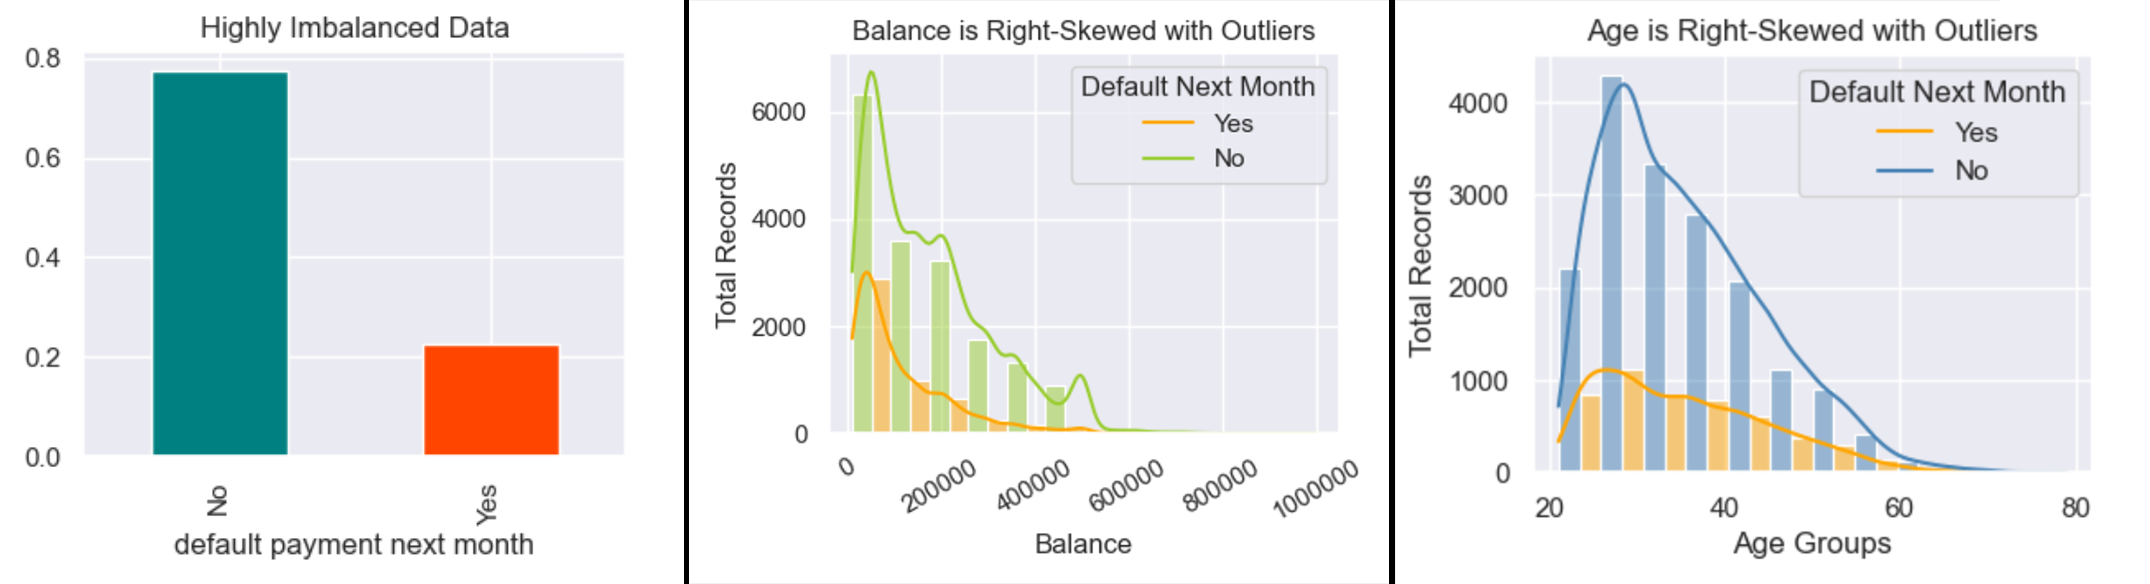 Highly Imbalanced Data
0.8
0.6
0.4
0.2
0.0
No
Yes
default payment next month
Balance is Right-Skewed with Outliers
Default Next Month
Yes
No
Total Records
6000
4000
2000
0
0
200000
400000
600000
800000
1000000
Balance
Age is Right-Skewed with Outliers
Default Next Month
Yes
No
Total Records
4000
3000
2000
1000
0
20
40
60
80
Age Groups